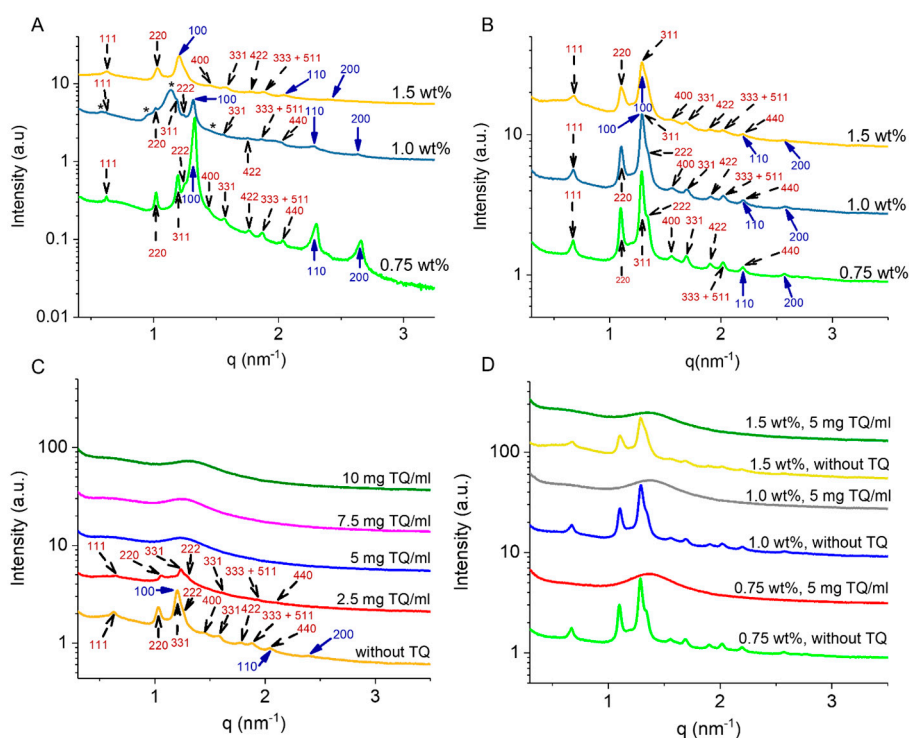 A
Intensity (a.u)
10
1
0.1
0.01
111
220
100
400
331
422
333 + 511
110
200
1.5 wt%
111
*
*
*
222
100
*
331
333 + 511
110
440
200
1.0 wt%
220
311
422
111
222
400
331
422
333 + 511
440
100
220
311
110
200
0.75 wt%
1
2
3
q (nm-1)
B
Intensity (a.u.)
10
1
111
220
311
400
331
422
333 + 511
440
1.5 wt%
100
110
200
111
100
311
222
400
331
422
333 + 511
440
1.0 wt%
220
110
200
111
222
400
331
422
440
0.75 wt%
220
311
333 + 511
110
200
1
2
3
q(nm-1)
C
Intensity (a.u.)
100
10
1
10 mg TQ/ml
7.5 mg TQ/ml
5 mg TQ/ml
111
220
331
222
331
333 + 511
440
2.5 mg TQ/ml
100
222
400
331
422
333 + 511
440
200
111
220
331
110
without TQ
1
2
3
q (nm-1)
D
Intensity (a.u.)
100
10
1
1.5 wt%, 5 mg TQ/ml
1.5 wt%, without TQ
1.0 wt%, 5 mg TQ/ml
1.0 wt%, without TQ
0.75 wt%, 5 mg TQ/ml
0.75 wt%, without TQ
1
2
3
q (nm-1)